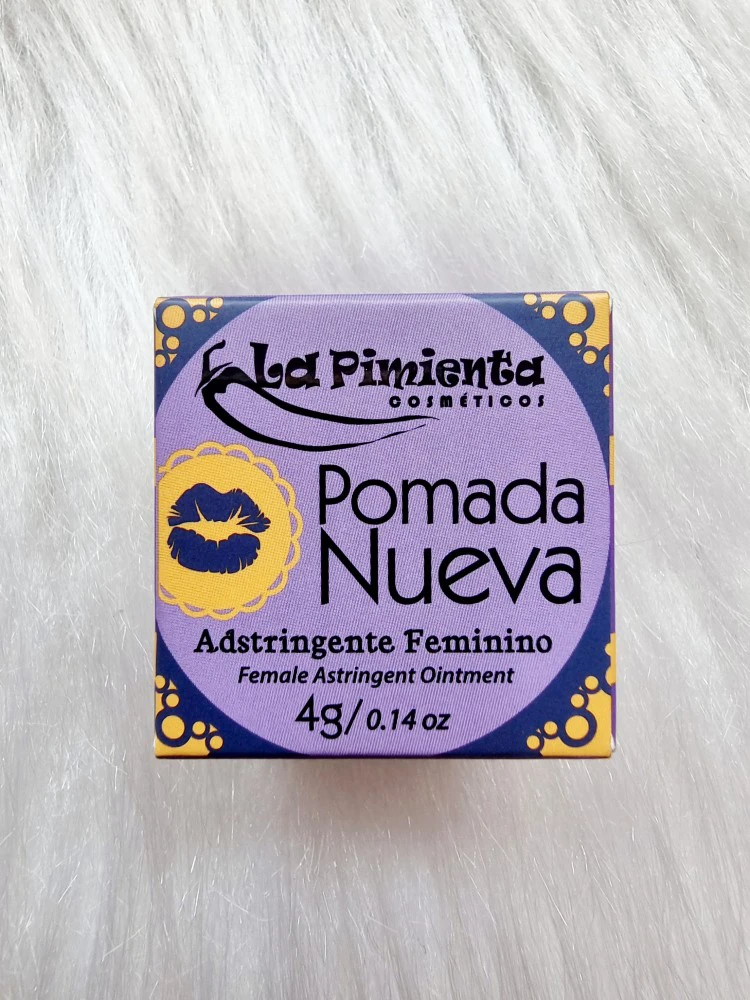 La Pimienta
COSMÉTICOS
Pomada
Nueva
Adstringente Feminino
Female Astringent Ointment
4g/ 0.14 oz